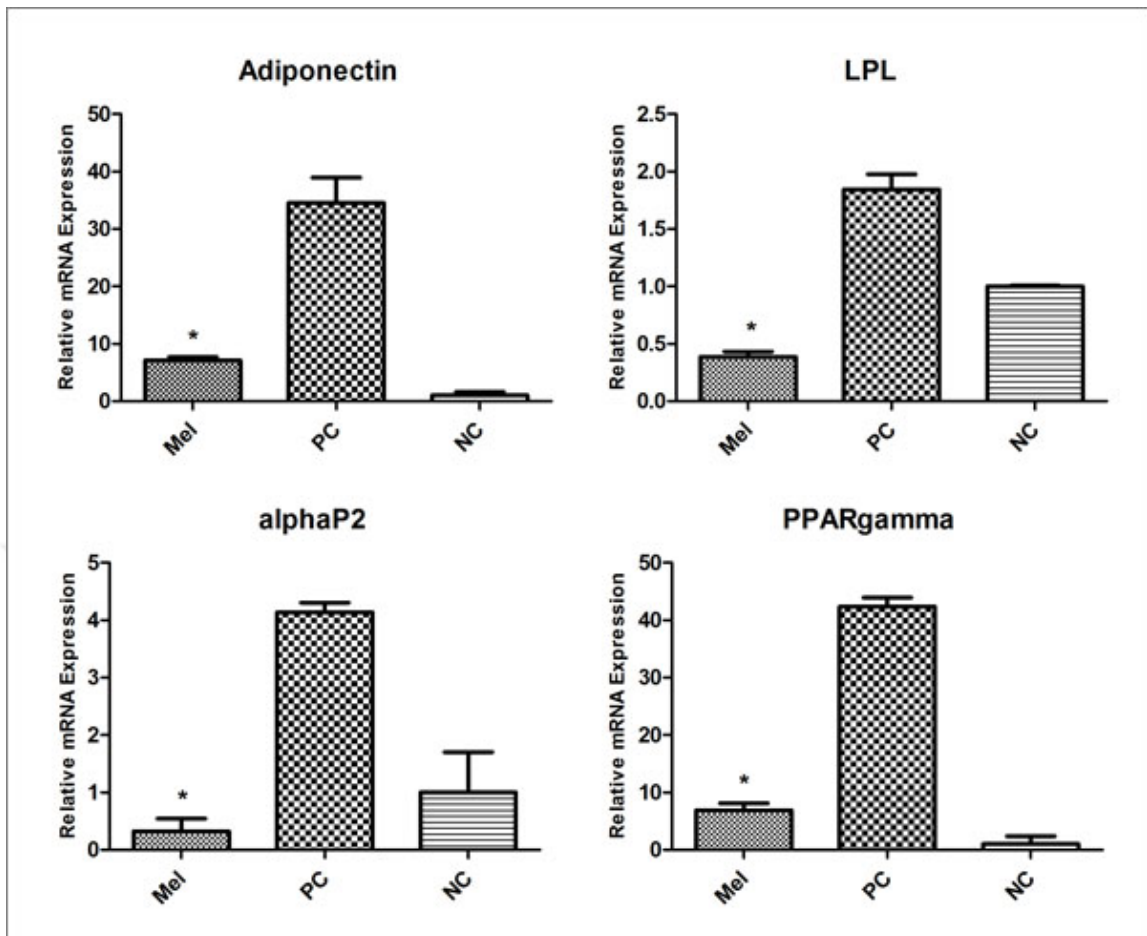 Adiponectin
Relative mRNA Expression
50
40
30
20
10
0
*
Mel
PC
NC
LPL
Relative mRNA Expression
2.5
2.0
1.5
1.0
0.5
0.0
*
Mel
PC
NC
alphaP2
Relative mRNA Expression
5
4
3
2
1
0
*
Mel
PC
NC
PPARgamma
Relative mRNA Expression
50
40
30
20
10
0
*
Mel
PC
NC